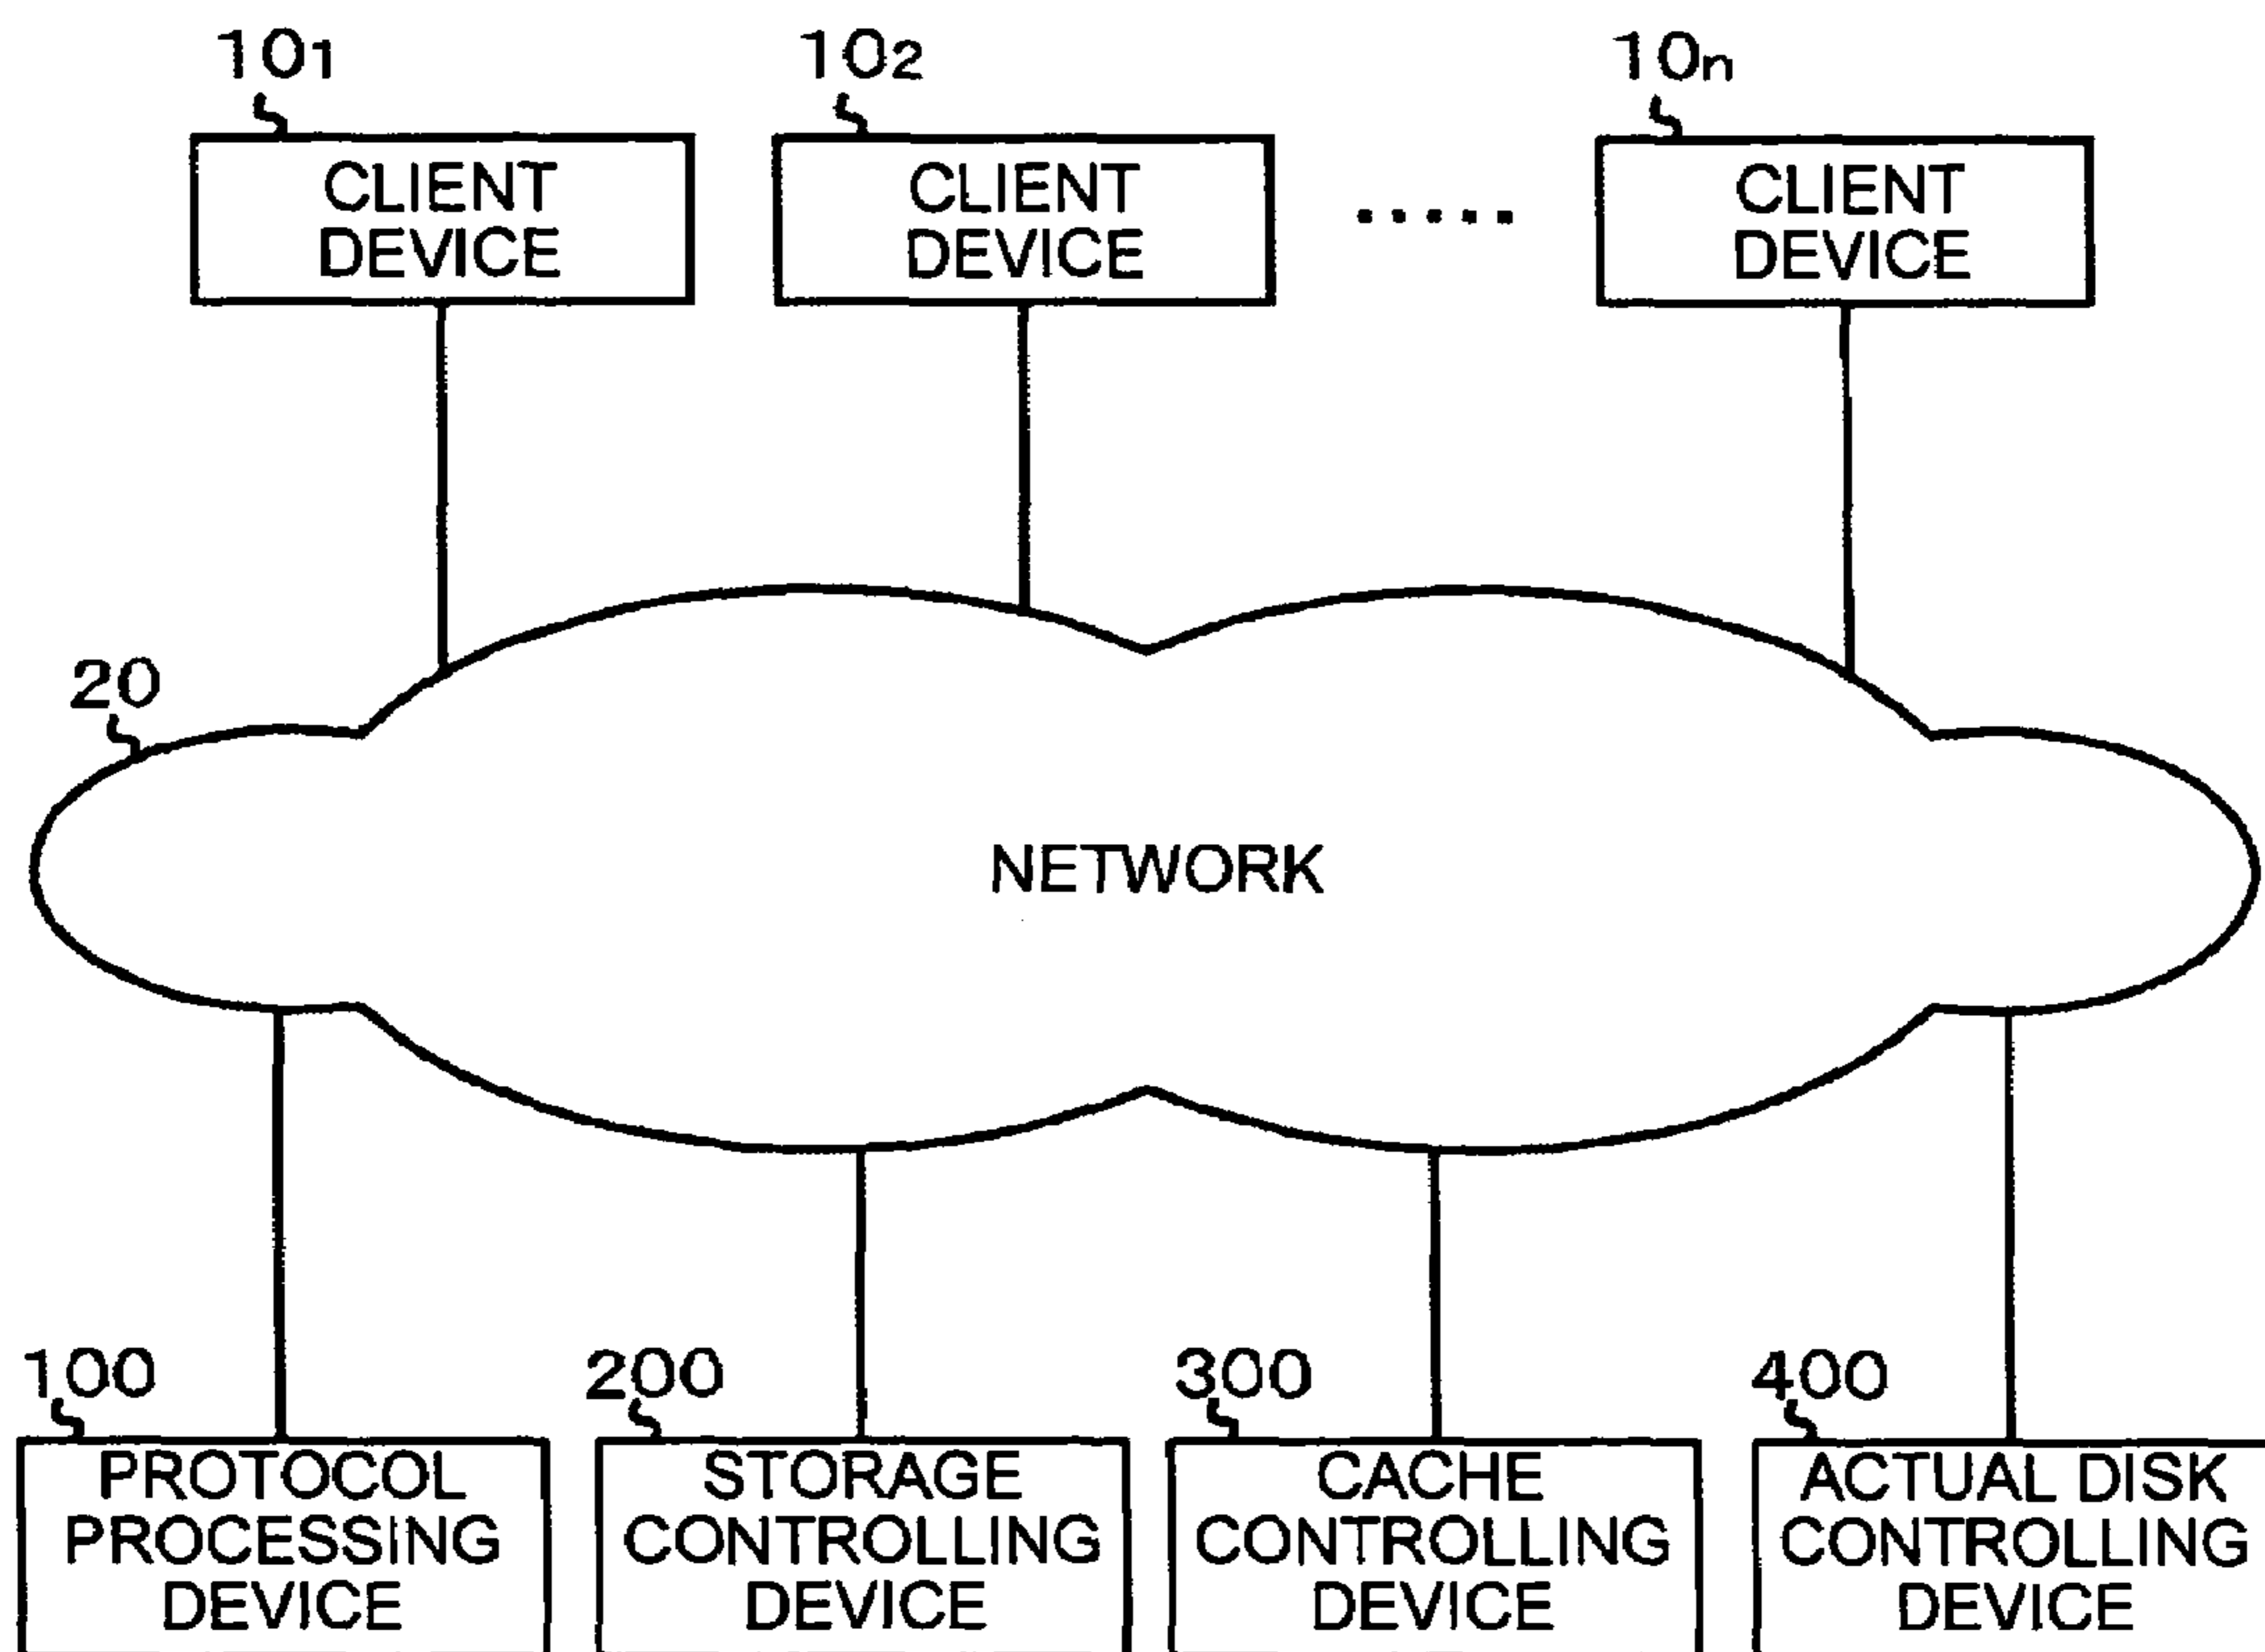 10₁ 10₂ 10ₙ
CLIENT DEVICE
CLIENT DEVICE
.....
CLIENT DEVICE
20
NETWORK
100
PROTOCOL
PROCESSING
DEVICE
200
STORAGE
CONTROLLING
DEVICE
300
CACHE
CONTROLLING
DEVICE
400
ACTUAL DISK
CONTROLLING
DEVICE